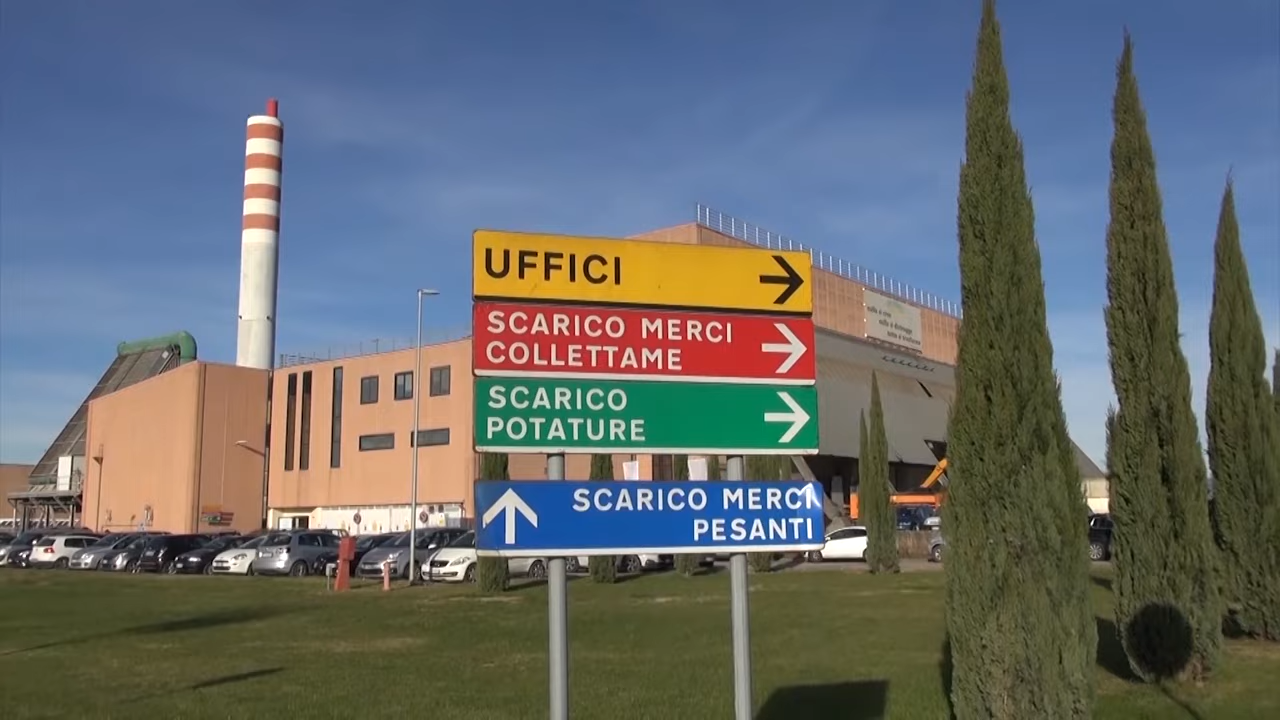 UFFICI
SCARICO MERCI
COLLETTAME
SCARICO
POTATURE
SCARICO MERCI
PESANTI